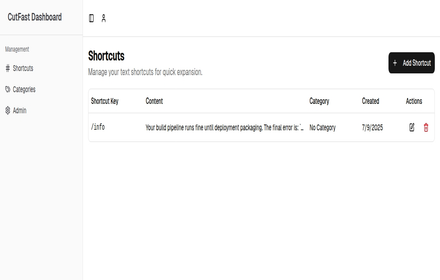 CutFast Dashboard
Management
Shortcuts
Categories
Admin
Shortcuts
Manage your text shortcuts for quick expansion.
+ Add Shortcut
Shortcut Key Content Category Created Actions
/info Your build pipeline runs fine until deployment packaging. The final error is: `... No Category 7/9/2025